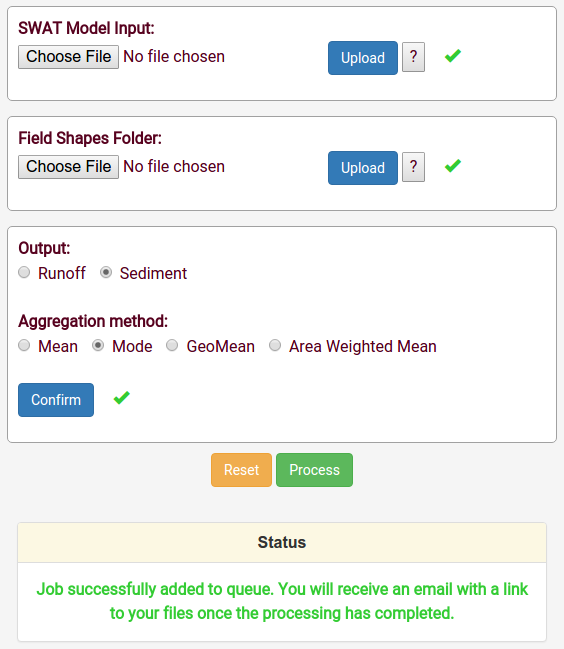 SWAT Model Input:
Choose File No file chosen Upload ?
Field Shapes Folder:
Choose File No file chosen Upload ?
Output:
Runoff Sediment
Aggregation method:
Mean Mode GeoMean Area Weighted Mean
Confirm
Reset Process
Status
Job successfully added to queue. You will receive an email with a link
to your files once the processing has completed.